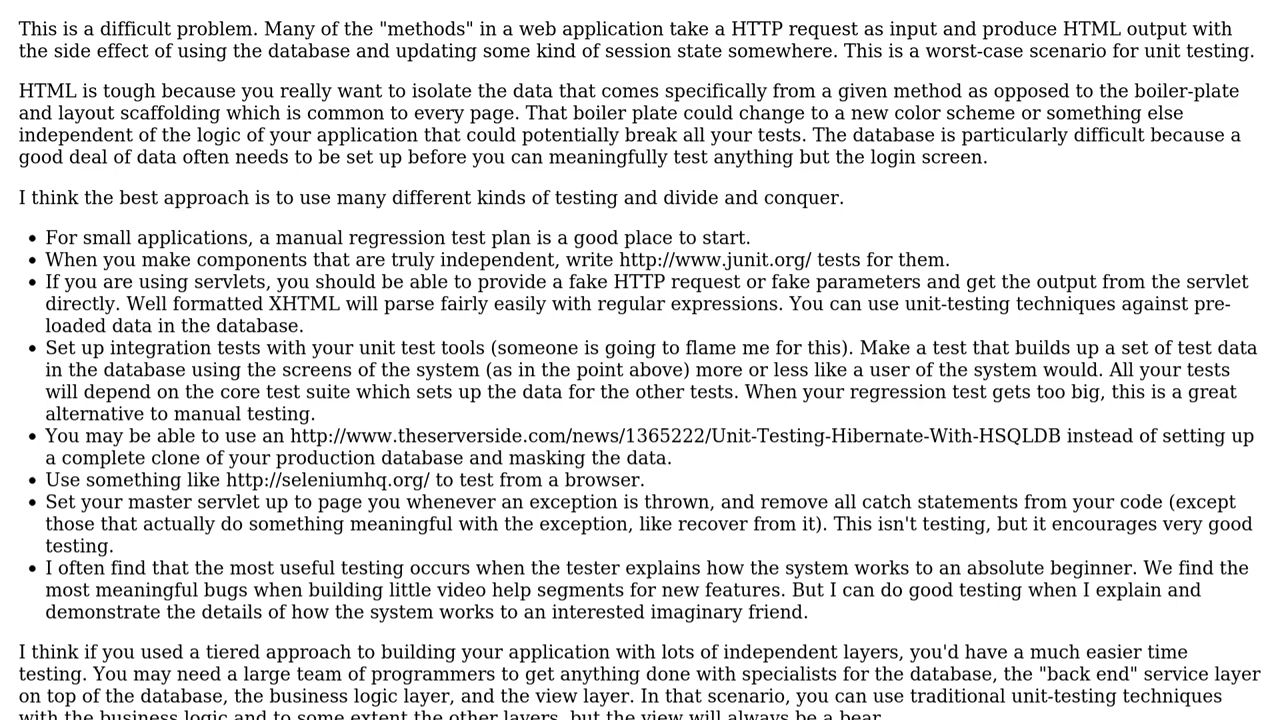 This is a difficult problem. Many of the "methods" in a web application take a HTTP request as input and produce HTML output with
the side effect of using the database and updating some kind of session state somewhere. This is a worst-case scenario for unit testing.
HTML is tough because you really want to isolate the data that comes specifically from a given method as opposed to the boiler-plate
and layout scaffolding which is common to every page. That boiler plate could change to a new color scheme or something else
independent of the logic of your application that could potentially break all your tests. The database is particularly difficult because a
good deal of data often needs to be set up before you can meaningfully test anything but the login screen.
I think the best approach is to use many different kinds of testing and divide and conquer.
• For small applications, a manual regression test plan is a good place to start.
• When you make components that are truly independent, write http://www.junit.org/ tests for them.
• If you are using servlets, you should be able to provide a fake HTTP request or fake parameters and get the output from the servlet
directly. Well formatted XHTML will parse fairly easily with regular expressions. You can use unit-testing techniques against pre-
loaded data in the database.
• Set up integration tests with your unit test tools (someone is going to flame me for this). Make a test that builds up a set of test data
in the database using the screens of the system (as in the point above) more or less like a user of the system would. All your tests
will depend on the core test suite which sets up the data for the other tests. When your regression test gets too big, this is a great
alternative to manual testing.
• You may be able to use an http://www.theserverside.com/news/1365222/Unit-Testing-Hibernate-With-HSQLDB instead of setting up
a complete clone of your production database and masking the data.
• Use something like http://seleniumhq.org/ to test from a browser.
• Set your master servlet up to page you whenever an exception is thrown, and remove all catch statements from your code (except
those that actually do something meaningful with the exception, like recover from it). This isn't testing, but it encourages very good
testing.
• I often find that the most useful testing occurs when the tester explains how the system works to an absolute beginner. We find the
most meaningful bugs when building little video help segments for new features. But I can do good testing when I explain and
demonstrate the details of how the system works to an interested imaginary friend.
I think if you used a tiered approach to building your application with lots of independent layers, you'd have a much easier time
testing. You may need a large team of programmers to get anything done with specialists for the database, the "back end" service layer
on top of the database, the business logic layer, and the view layer. In that scenario, you can use traditional unit-testing techniques
with the business logic and to some extent the other layers, but the view will always be a bear.